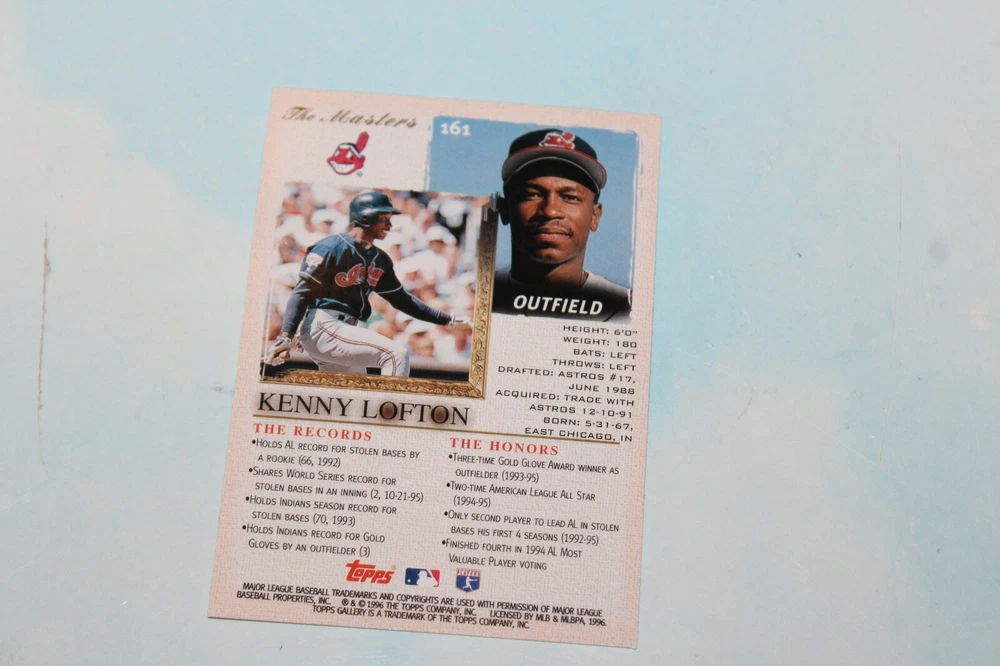 The Masters
161
OUTFIELD
HEIGHT: 6'0"
WEIGHT: 180
BATS: LEFT
THROWS: LEFT
DRAFTED: ASTROS #17,
JUNE 1988
ACQUIRED: TRADE WITH
ASTROS 12-10-91
BORN: 5-31-67,
EAST CHICAGO, IN
KENNY LOFTON
THE RECORDS
•HOLDS AL RECORD FOR STOLEN BASES BY
A ROOKIE (66, 1992)
•SHARES WORLD SERIES RECORD FOR
STOLEN BASES IN AN INNING (2, 10-21-95)
•HOLDS INDIANS SEASON RECORD FOR
STOLEN BASES (70, 1993)
•HOLDS INDIANS RECORD FOR GOLD
GLOVES BY AN OUTFIELDER (3)
THE HONORS
•THREE-TIME GOLD GLOVE AWARD WINNER AS
OUTFIELDER (1993-95)
•TWO-TIME AMERICAN LEAGUE ALL STAR
(1994-95)
•ONLY SECOND PLAYER TO LEAD AL IN STOLEN
BASES HIS FIRST 4 SEASONS (1992-95)
•FINISHED FOURTH IN 1994 AL MOST
VALUABLE PLAYER VOTING
Topps
MAJOR LEAGUE BASEBALL TRADEMARKS AND COPYRIGHTS ARE USED WITH PERMISSION OF MAJOR LEAGUE
BASEBALL PROPERTIES, INC. ® & © 1996 THE TOPPS COMPANY, INC. LICENSED BY MLB & MLBPA, 1996.
TOPPS GALLERY IS A TRADEMARK OF THE TOPPS COMPANY, INC.